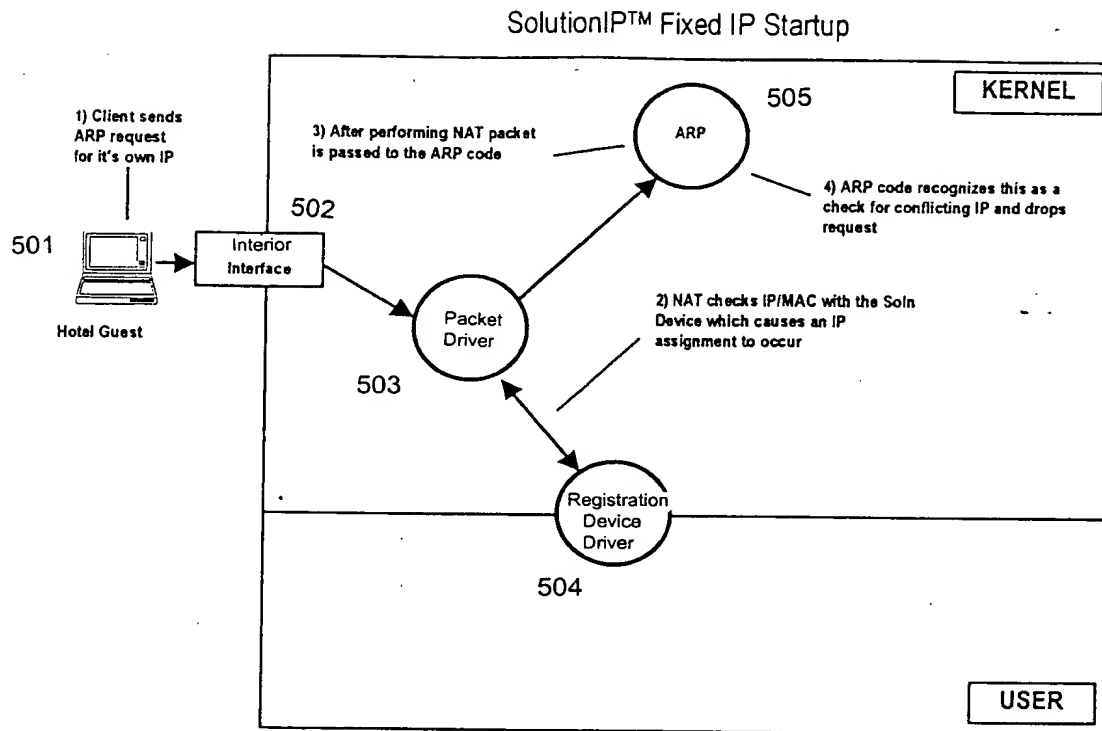 SolutionIP™ Fixed IP Startup
KERNEL
505
ARP
1) Client sends
ARP request
for it's own IP
3) After performing NAT packet
is passed to the ARP code
4) ARP code recognizes this as a
check for conflicting IP and drops
request
501
502
Interior
Interface
Hotel Guest
Packet
Driver
503
2) NAT checks IP/MAC with the Soln
Device which causes an IP
assignment to occur
Registration
Device
Driver
504
USER